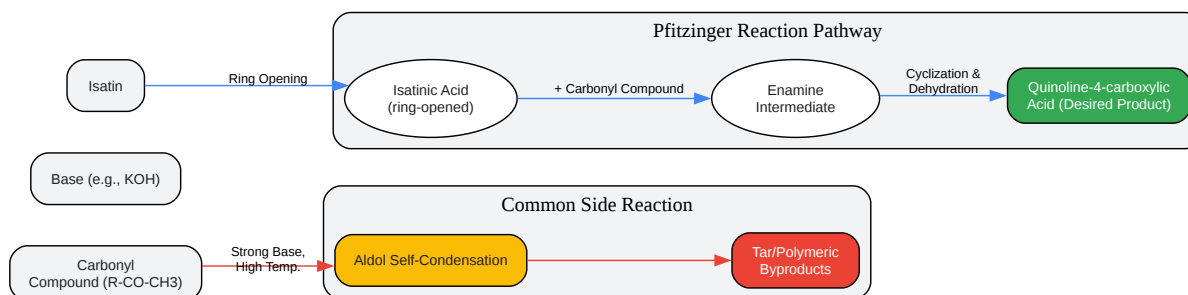 Pfitzinger Reaction Pathway
Isatin
Ring Opening
Isatinic Acid
(ring-opened)
+ Carbonyl Compound
Enamine
Intermediate
Cyclization &
Dehydration
Quinoline-4-carboxylic
Acid (Desired Product)
Base (e.g., KOH)
Common Side Reaction
Carbonyl
Compound (R-CO-CH3)
Strong Base,
High Temp.
Aldol Self-Condensation
Tar/Polymeric
Byproducts